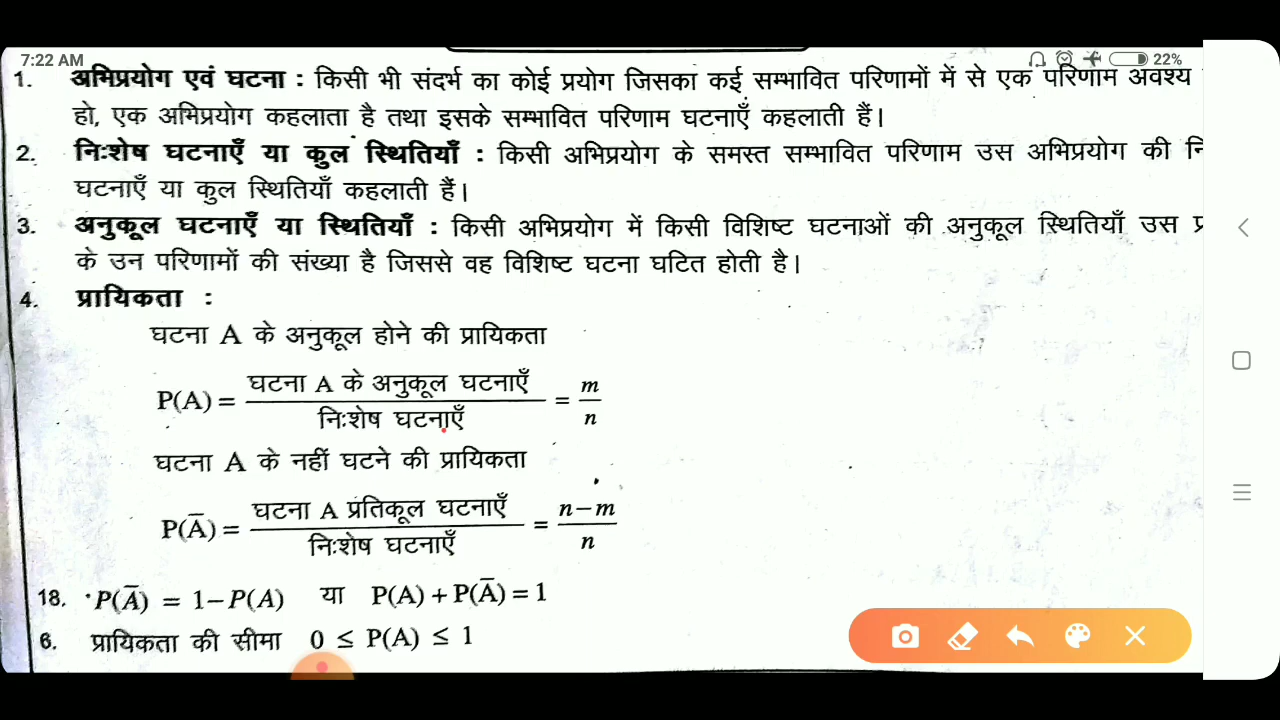 7:22 AM
22%
1. अभिप्रयोग एवं घटना : किसी भी संदर्भ का कोई प्रयोग जिसका कई सम्भावित परिणामों में से एक परिणाम अवश्य
हो, एक अभिप्रयोग कहलाता है तथा इसके सम्भावित परिणाम घटनाएँ कहलाती हैं।
2. निःशेष घटनाएँ या कुल स्थितियाँ : किसी अभिप्रयोग के समस्त सम्भावित परिणाम उस अभिप्रयोग की
घटनाएँ या कुल स्थितियाँ कहलाती हैं।
3. अनुकूल घटनाएँ या स्थितियाँ : किसी अभिप्रयोग में किसी विशिष्ट घटनाओं की अनुकूल स्थितियाँ उस
के उन परिणामों की संख्या है जिससे वह विशिष्ट घटना घटित होती है।
4. प्रायिकता :
घटना A के अनुकूल होने की प्रायिकता
P(A) = घटना A के अनुकूल घटनाएँ / निःशेष घटनाएँ = m / n
घटना A के नहीं घटने की प्रायिकता
P(Ā) = घटना A प्रतिकूल घटनाएँ / निःशेष घटनाएँ = n−m / n
18. P(Ā) = 1−P(A) या P(A)+P(Ā)=1
6. प्रायिकता की सीमा 0 ≤ P(A) ≤ 1